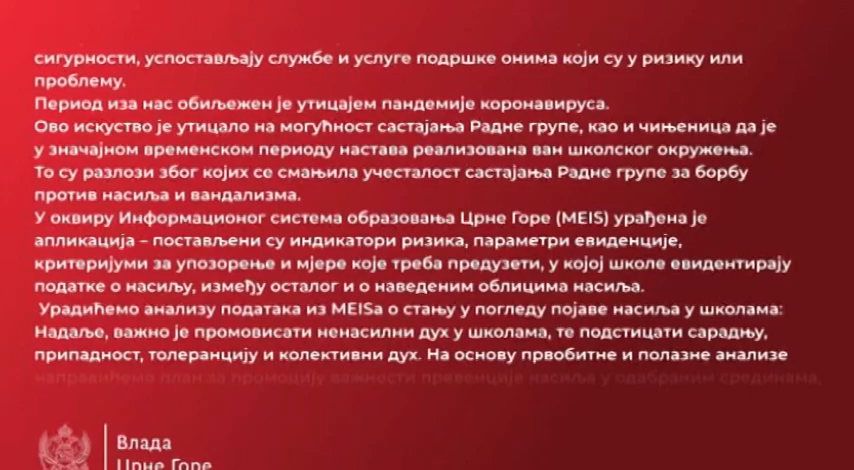 сигурности, успостављају службе и услуге подршке онима који су у ризику или
проблему.
Период иза нас обиљежен је утицајем пандемије коронавируса.
Ово искуство је утицало на могућност састајања Радне групе, као и чињеница да је
у значајном временском периоду настава реализована ван школског окружења.
То су разлози због којих се смањила учесталост састајања Радне групе за борбу
против насиља и вандализма.
У оквиру Информационог система образовања Црне Горе (MEIS) урађена је
апликација – постављени су индикатори ризика, параметри евиденције,
критеријуми за упозорење и мјере које треба предузети, у којој школе евидентирају
податке о насиљу, између осталог и о наведеним облицима насиља.
Урадићемо анализу података из MEISа о стању у погледу појаве насиља у школама:
Надаље, важно је промовисати ненасилни дух у школама, те подстицати сарадњу,
припадност, толеранцију и колективни дух. На основу првобитне и полазне анализе
направићемо план за промоцију важности превенције насиља у одабраним срединама,
Влада
Црне Горе